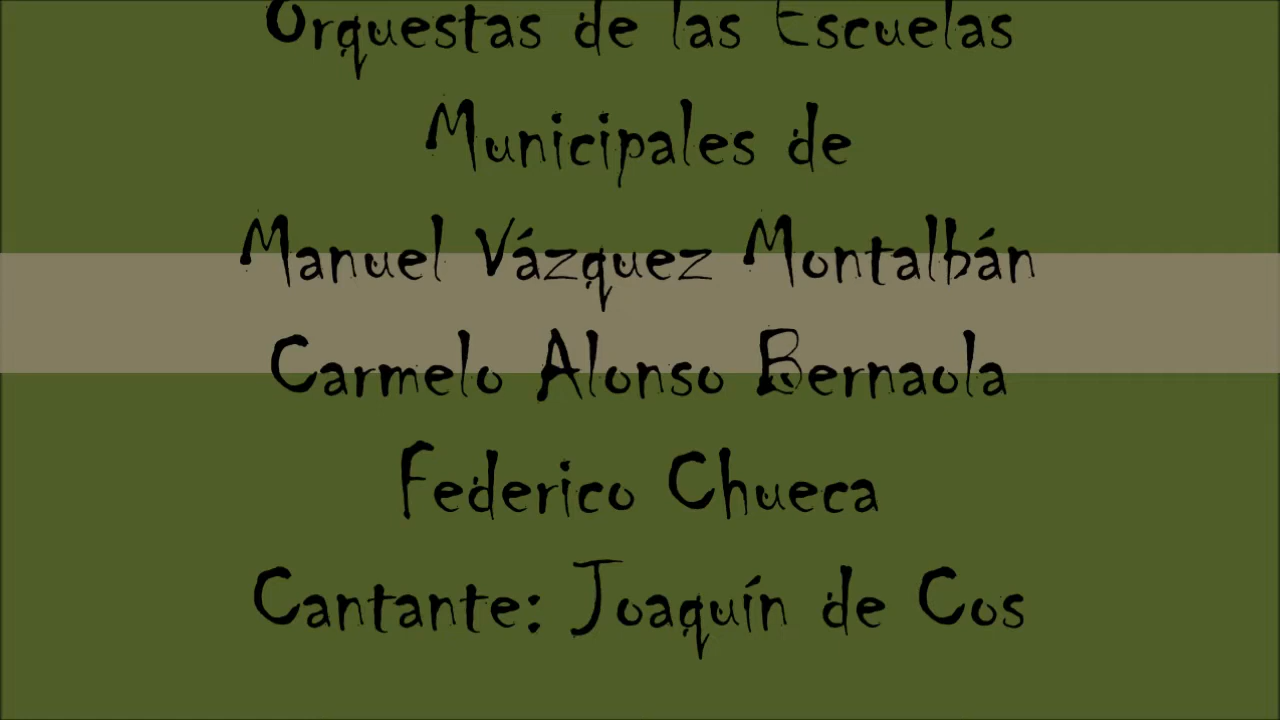 Orquestas de las Escuelas
Municipales de
Manuel Vázquez Montalbán
Carmelo Alonso Bernaola
Federico Chueca
Cantante: Joaquín de Cos